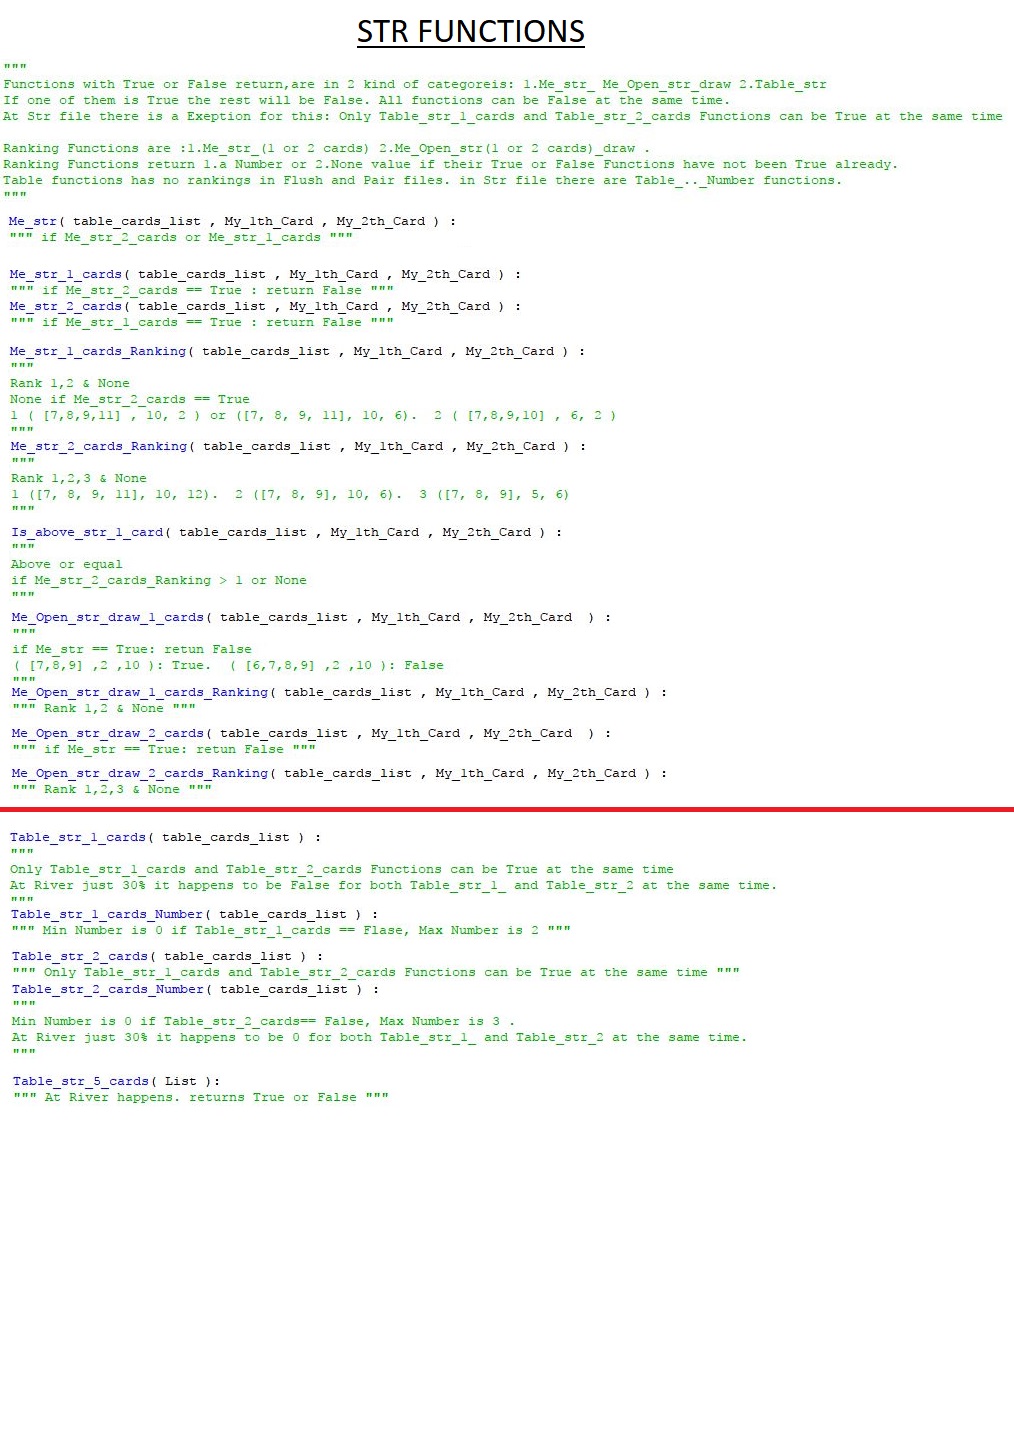 STR FUNCTIONS
"""
Functions with True or False return,are in 2 kind of categoreis: 1.Me_str_ Me_Open_str_draw 2.Table_str
If one of them is True the rest will be False. All functions can be False at the same time.
At Str file there is a Exeption for this: Only Table_str_1_cards and Table_str_2_cards Functions can be True at the same time
Ranking Functions are :1.Me_str_(1 or 2 cards) 2.Me_Open_str(1 or 2 cards)_draw .
Ranking Functions return 1.a Number or 2.None value if their True or False Functions have not been True already.
Table functions has no rankings in Flush and Pair files. in Str file there are Table_.._Number functions.
"""
Me_str( table_cards_list , My_1th_Card , My_2th_Card ) :
""" if Me_str_2_cards or Me_str_1_cards """
Me_str_1_cards( table_cards_list , My_1th_Card , My_2th_Card ) :
""" if Me_str_2_cards == True : return False """
Me_str_2_cards( table_cards_list , My_1th_Card , My_2th_Card ) :
""" if Me_str_1_cards == True : return False """
Me_str_1_cards_Ranking( table_cards_list , My_1th_Card , My_2th_Card ) :
"""
Rank 1,2 & None
None if Me_str_2_cards == True
1 ( [7,8,9,11] , 10, 2 ) or ([7, 8, 9, 11], 10, 6).  2 ( [7,8,9,10] , 6, 2 )
"""
Me_str_2_cards_Ranking( table_cards_list , My_1th_Card , My_2th_Card ) :
"""
Rank 1,2,3 & None
1 ([7, 8, 9, 11], 10, 12).  2 ([7, 8, 9], 10, 6).  3 ([7, 8, 9], 5, 6)
"""
Is_above_str_1_card( table_cards_list , My_1th_Card , My_2th_Card ) :
"""
Above or equal
if Me_str_2_cards_Ranking > 1 or None
"""
Me_Open_str_draw_1_cards( table_cards_list , My_1th_Card , My_2th_Card  ) :
"""
if Me_str == True: retun False
( [7,8,9] ,2 ,10 ): True.  ( [6,7,8,9] ,2 ,10 ): False
"""
Me_Open_str_draw_1_cards_Ranking( table_cards_list , My_1th_Card , My_2th_Card ) :
""" Rank 1,2 & None """
Me_Open_str_draw_2_cards( table_cards_list , My_1th_Card , My_2th_Card  ) :
""" if Me_str == True: retun False """
Me_Open_str_draw_2_cards_Ranking( table_cards_list , My_1th_Card , My_2th_Card ) :
""" Rank 1,2,3 & None """
Table_str_1_cards( table_cards_list ) :
"""
Only Table_str_1_cards and Table_str_2_cards Functions can be True at the same time
At River just 30% it happens to be False for both Table_str_1_ and Table_str_2 at the same time.
"""
Table_str_1_cards_Number( table_cards_list ) :
""" Min Number is 0 if Table_str_1_cards == Flase, Max Number is 2 """
Table_str_2_cards( table_cards_list ) :
""" Only Table_str_1_cards and Table_str_2_cards Functions can be True at the same time """
Table_str_2_cards_Number( table_cards_list ) :
"""
Min Number is 0 if Table_str_2_cards== False, Max Number is 3 .
At River just 30% it happens to be 0 for both Table_str_1_ and Table_str_2 at the same time.
"""
Table_str_5_cards( List ):
""" At River happens. returns True or False """